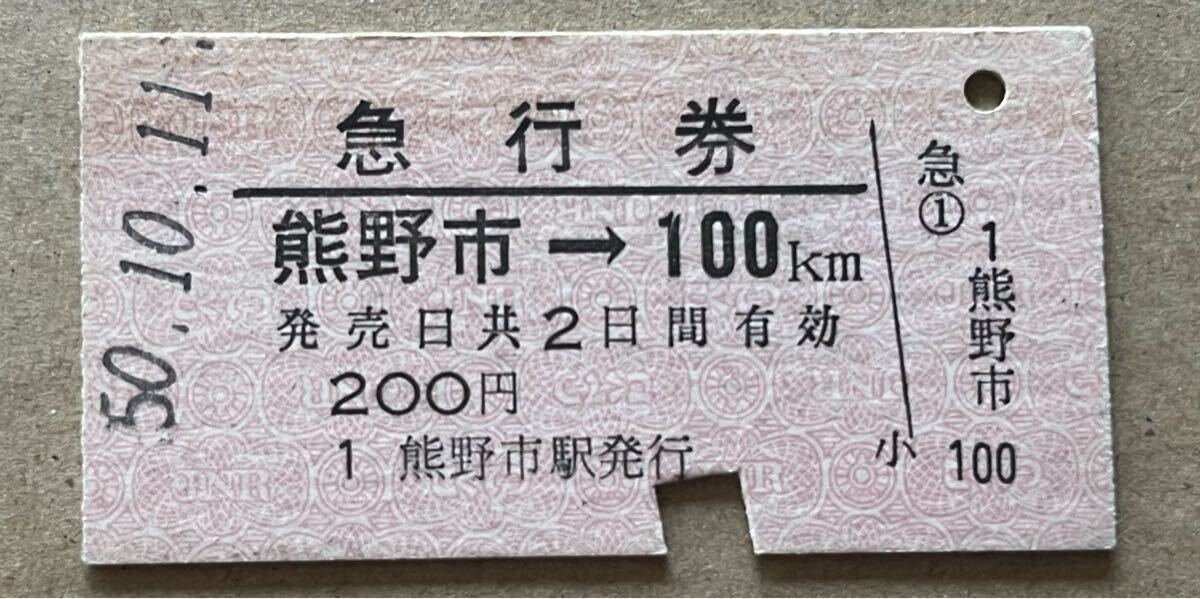 50.10.11.
急行券
熊野市→100km
発売日共2日間有効
200円
1 熊野市駅発行
急
①
1熊野市
小 100